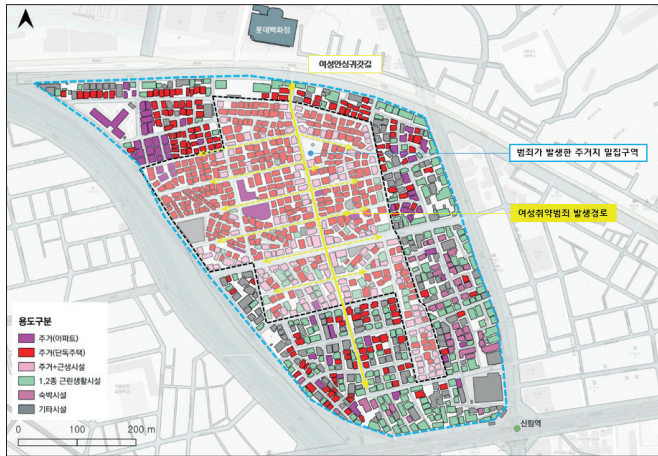 롯데백화점
여성안심귀갓길
범죄가 발생한 주거지 밀집구역
여성취약범죄 발생경로
용도구분
주거(아파트)
주거(단독주택)
주거+근생시설
1,2종 근린생활시설
숙박시설
기타시설
0 100 200 m
신림역